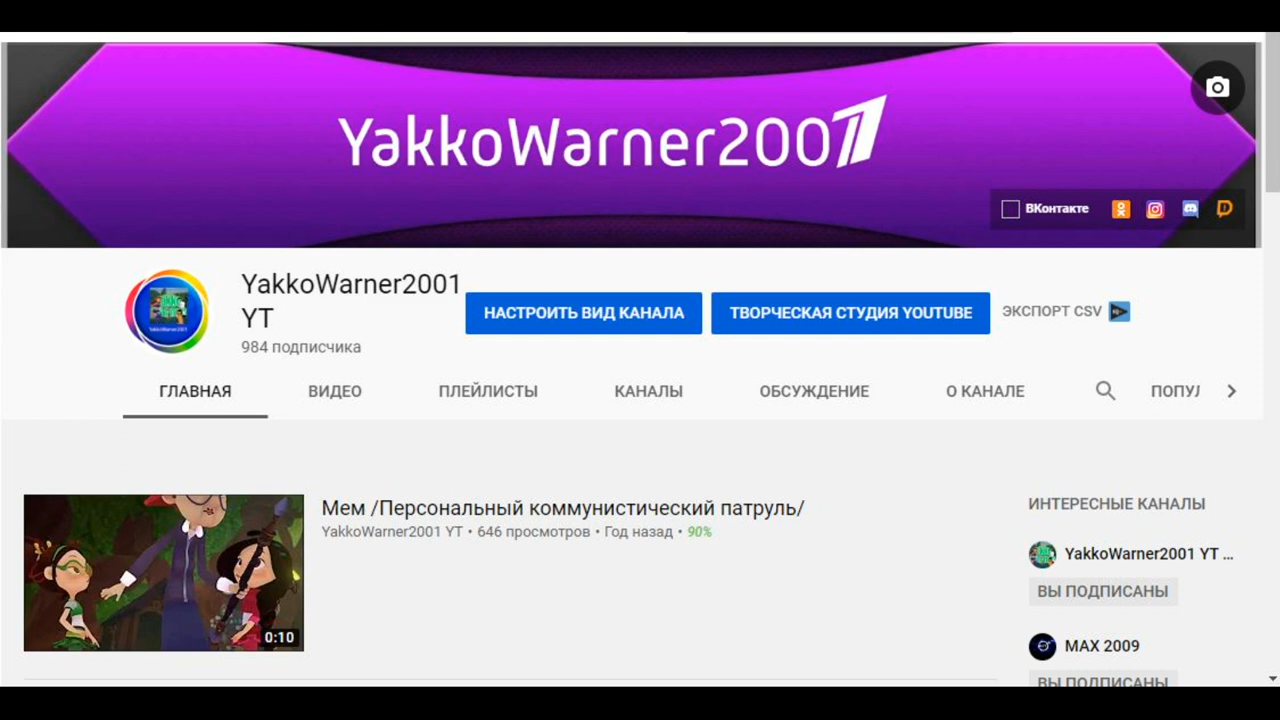 YakkoWarner2001
ВКонтакте
YakkoWarner2001
YT
984 подписчика
НАСТРОИТЬ ВИД КАНАЛА
ТВОРЧЕСКАЯ СТУДИЯ YOUTUBE
ЭКСПОРТ CSV
ГЛАВНАЯ
ВИДЕО
ПЛЕЙЛИСТЫ
КАНАЛЫ
ОБСУЖДЕНИЕ
О КАНАЛЕ
ПОПУЛ
Мем /Персональный коммунистический патруль/
YakkoWarner2001 YT • 646 просмотров • Год назад • 90%
0:10
ИНТЕРЕСНЫЕ КАНАЛЫ
YakkoWarner2001 YT ...
ВЫ ПОДПИСАНЫ
MAX 2009
ВЫ ПОДПИСАНЫ